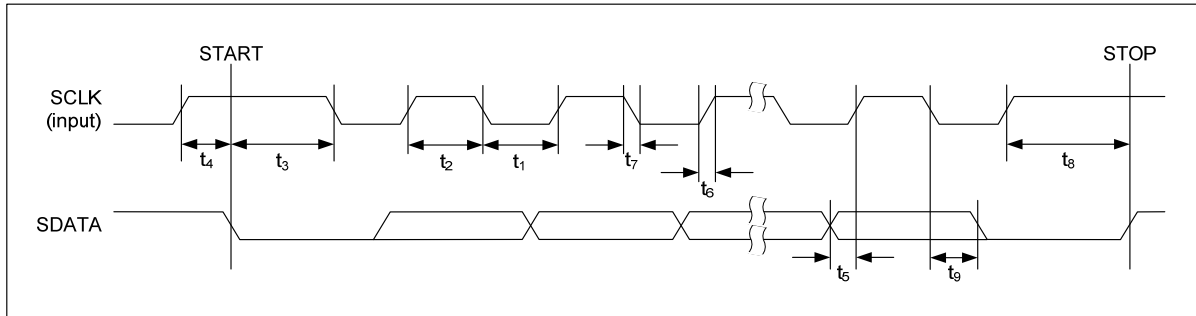 START
STOP
SCLK
(input)
t4
t3
t2
t1
t7
t6
t8
SDATA
t5
t9